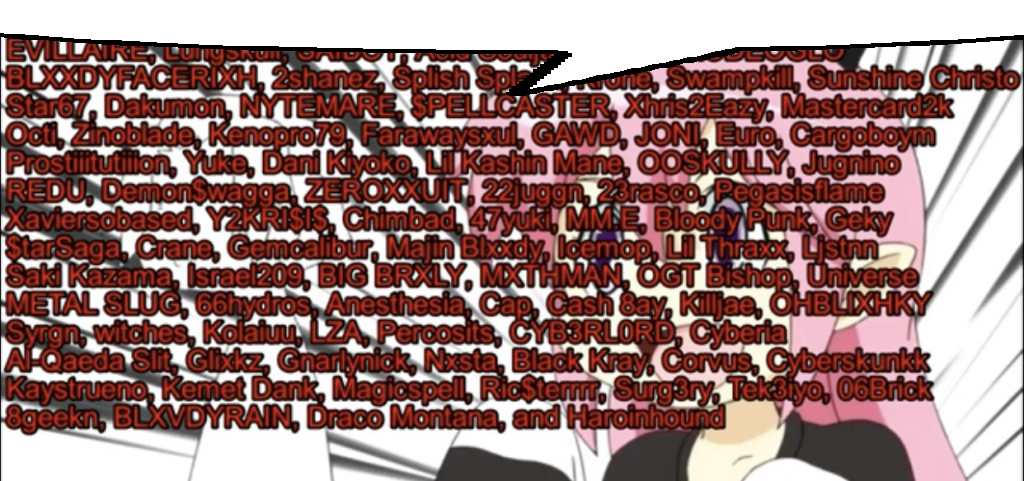 EVILLAIRE, Lungskull,
BLXXDYFACERIXH, 2shanez, Splish Swampkill, Sunshine Christo
Star67, Dakumon, NYTEMARE, $PELLCASTER, Xhris2Eazy, Mastercard2k
Octi, Zinoblade, Kenopro79, Farawaysxul, GAWD, JONI, Euro, Cargoboym
Prostiiitutiiion, Yuke, Dani Kiyoko, Lil Kashin Mane, OOSKULLY, Jugnino
REDU, Demon$wagga, ZEROXXUIT, 22juggn, 23rasco, Pegasisflame
Xaviersobased, Y2KRI$I$, Chimbad, 47yuki, MM.E, Bloody Punk, Geky
$tarSaga, Crane, Gemcalibur, Majin Blxxdy, Icemop, Lil Thraxx, Ljstnn
Saki Kazama, Israel209, BIG BRXLY, MXTHMAN, OGT Bishop, Universe
METAL SLUG, 66hydros, Anesthesia, Cap, Cash 8ay, Killjae, OHBLIXHKY
Syrgn, witches, Kolaiuu, LZA, Percosits, CYB3RL0RD, Cyberia
Al-Qaeda Slit, Glixkz, Gnarlynick, Nxsta, Black Kray, Corvus, Cyberskunkk
Kaystrueno, Kemet Dank, Magicspell, Ric$terrrr, Surg3ry, Tek3lyo, 06Brick
8geekn, BLXVDYRAIN, Draco Montana, and Haroinhound